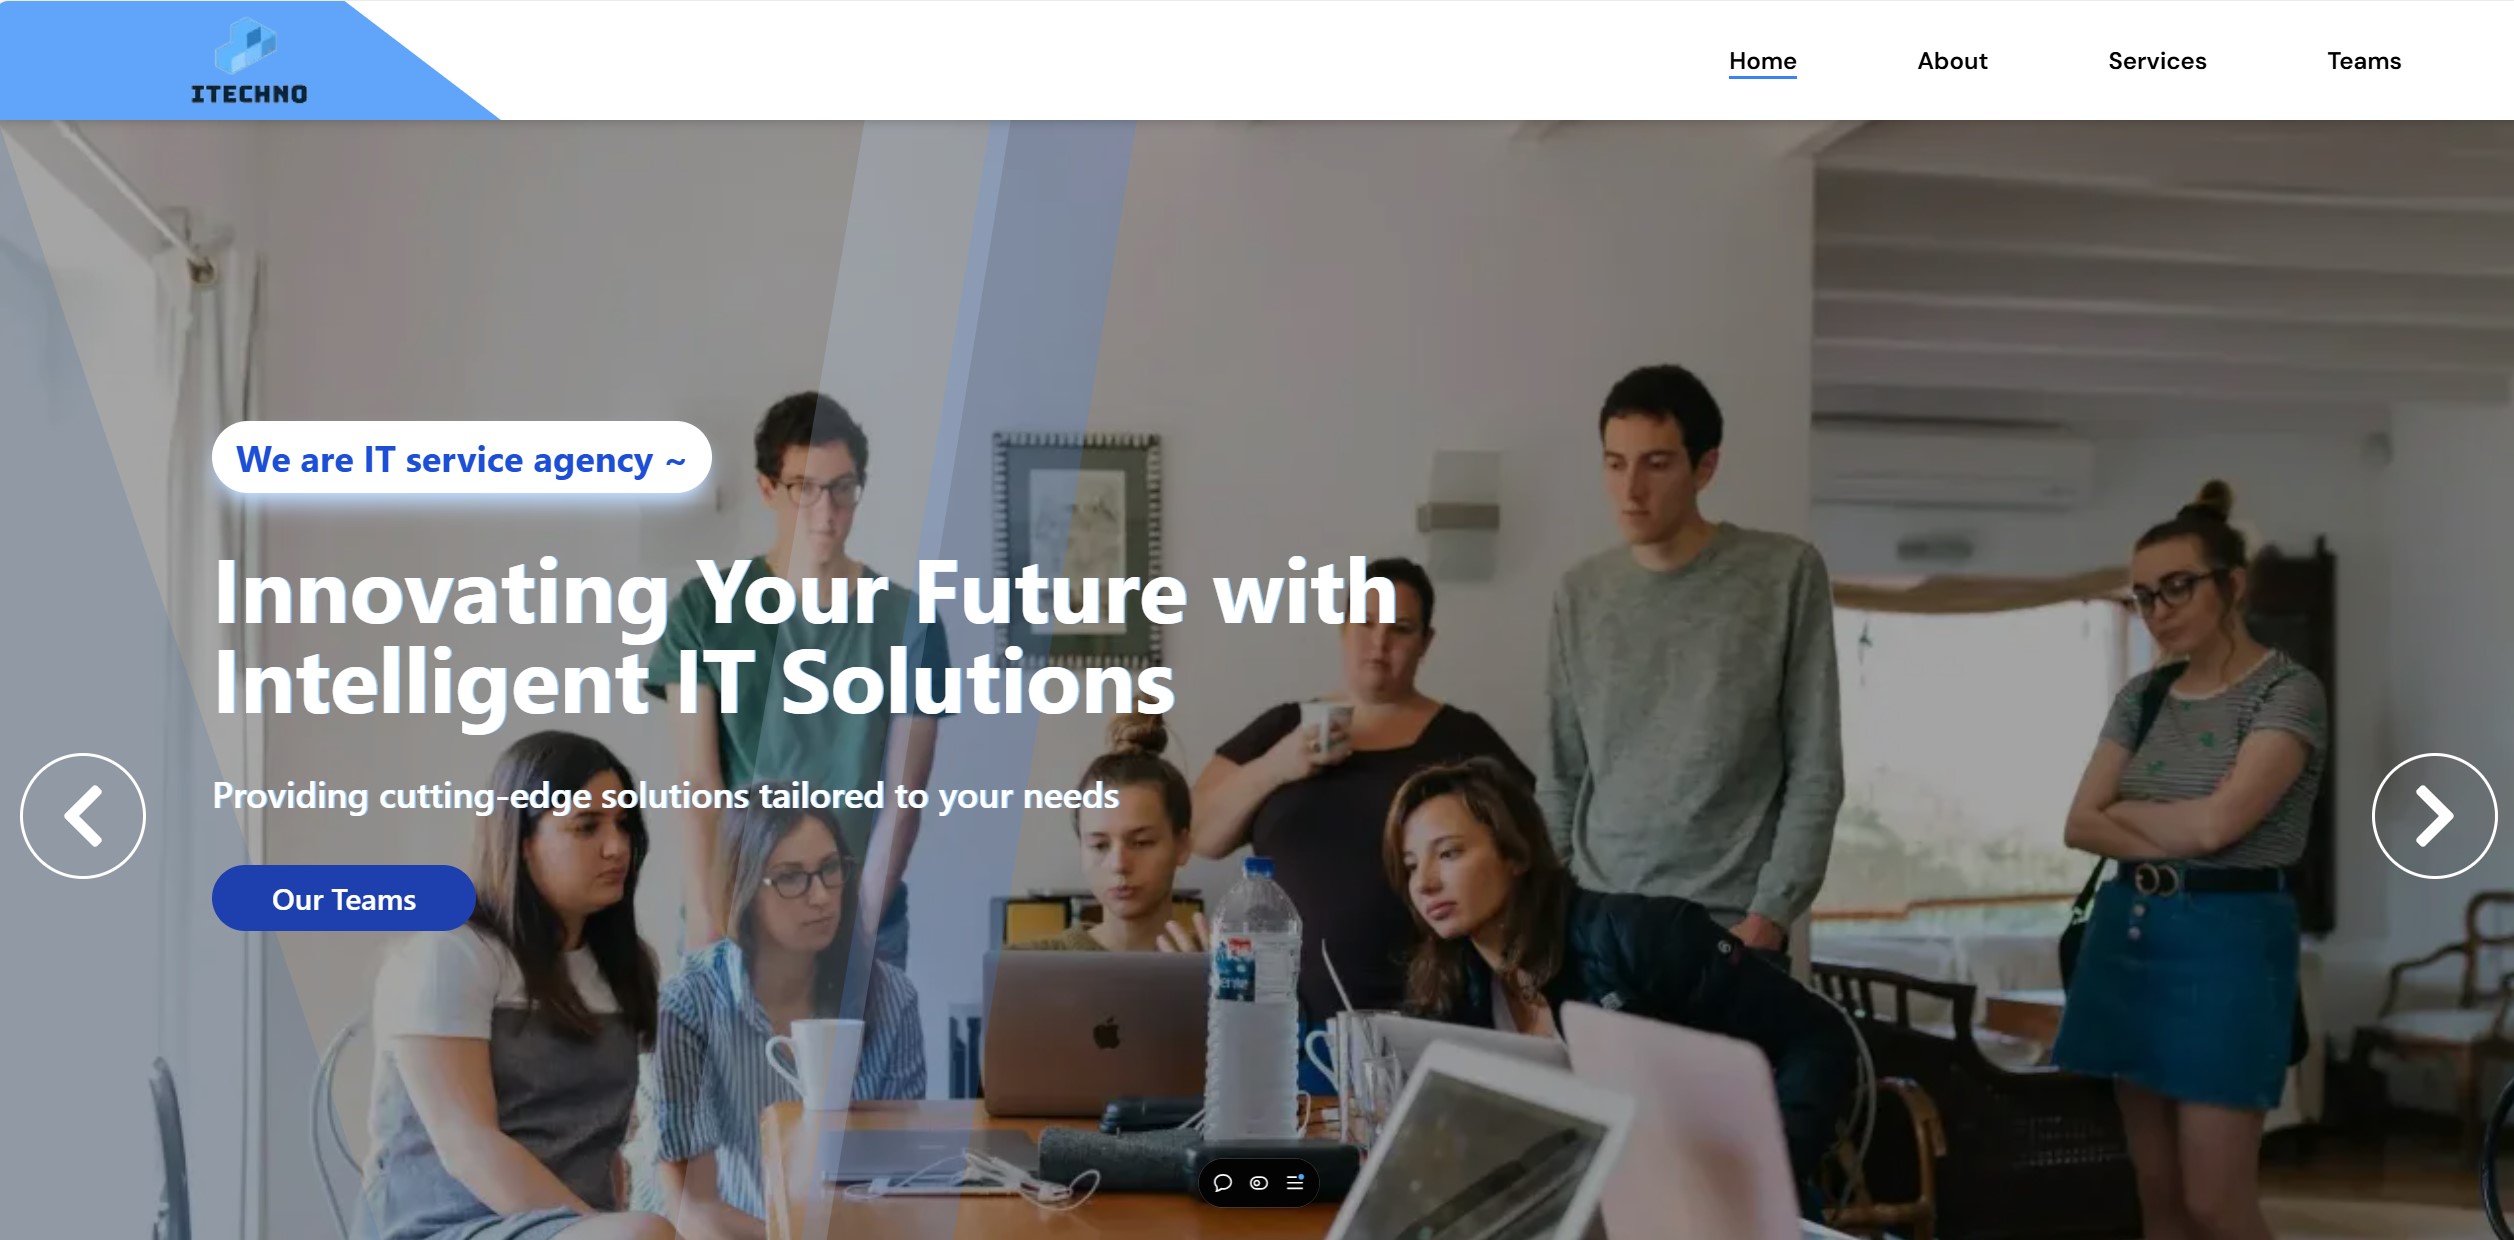 ITECHNO
Home
About
Services
Teams
We are IT service agency ~
Innovating Your Future with
Intelligent IT Solutions
Providing cutting-edge solutions tailored to your needs
Our Teams